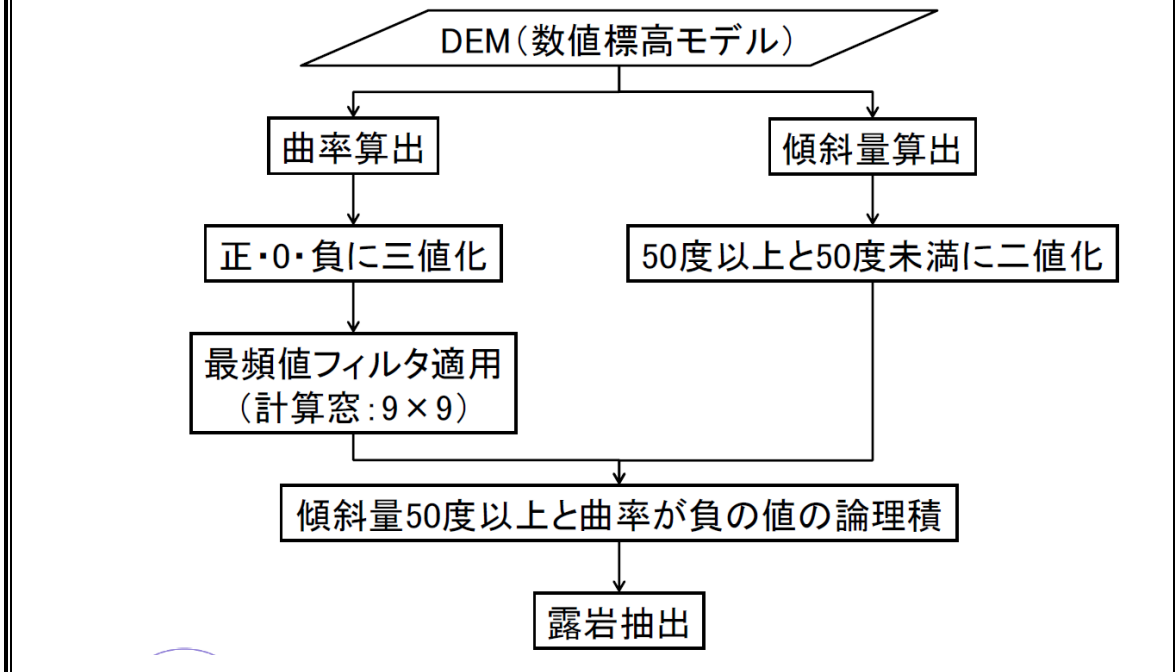 DEM(数値標高モデル)
曲率算出
傾斜量算出
正・0・負に三値化
50度以上と50度未満に二値化
最頻値フィルタ適用
(計算窓:9×9)
傾斜量50度以上と曲率が負の値の論理積
露岩抽出